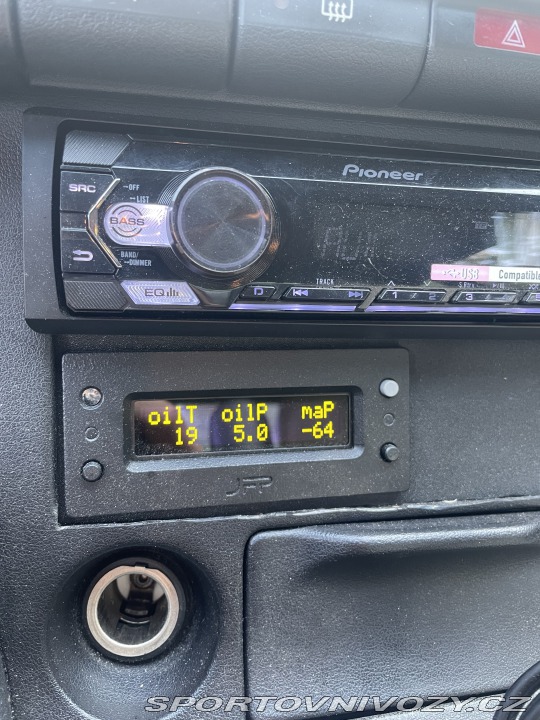 Pioneer
SRC
OFF
LIST
BASS
BAND/
DIMMER
EQ
D
TRACK
1 2 3
USB
Compatible
oilT oilP maP
19 5.0 -64
JFP
SPORTOVNIVOZY.CZ